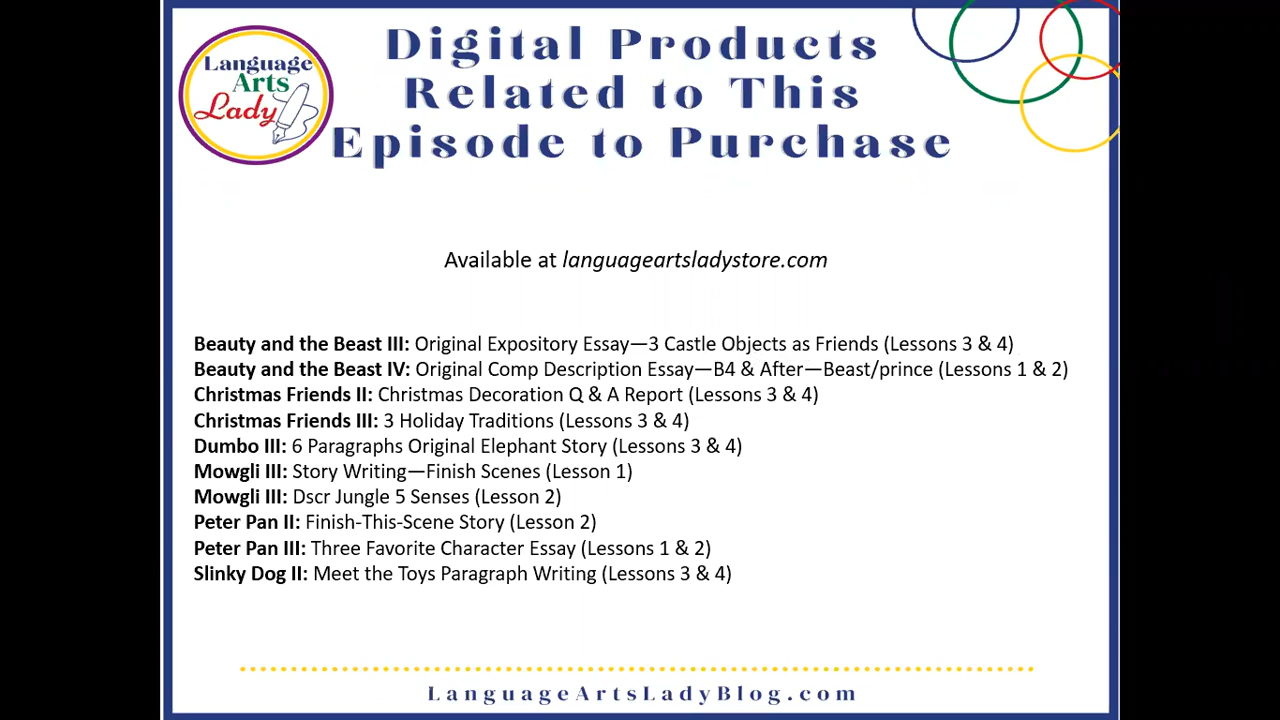 Language
Arts
Lady
Digital Products
Related to This
Episode to Purchase
Available at languageartsladystore.com
Beauty and the Beast III: Original Expository Essay—3 Castle Objects as Friends (Lessons 3 & 4)
Beauty and the Beast IV: Original Comp Description Essay—B4 & After—Beast/prince (Lessons 1 & 2)
Christmas Friends II: Christmas Decoration Q & A Report (Lessons 3 & 4)
Christmas Friends III: 3 Holiday Traditions (Lessons 3 & 4)
Dumbo III: 6 Paragraphs Original Elephant Story (Lessons 3 & 4)
Mowgli III: Story Writing—Finish Scenes (Lesson 1)
Mowgli III: Dscr Jungle 5 Senses (Lesson 2)
Peter Pan II: Finish-This-Scene Story (Lesson 2)
Peter Pan III: Three Favorite Character Essay (Lessons 1 & 2)
Slinky Dog II: Meet the Toys Paragraph Writing (Lessons 3 & 4)
LanguageArtsLadyBlog.com